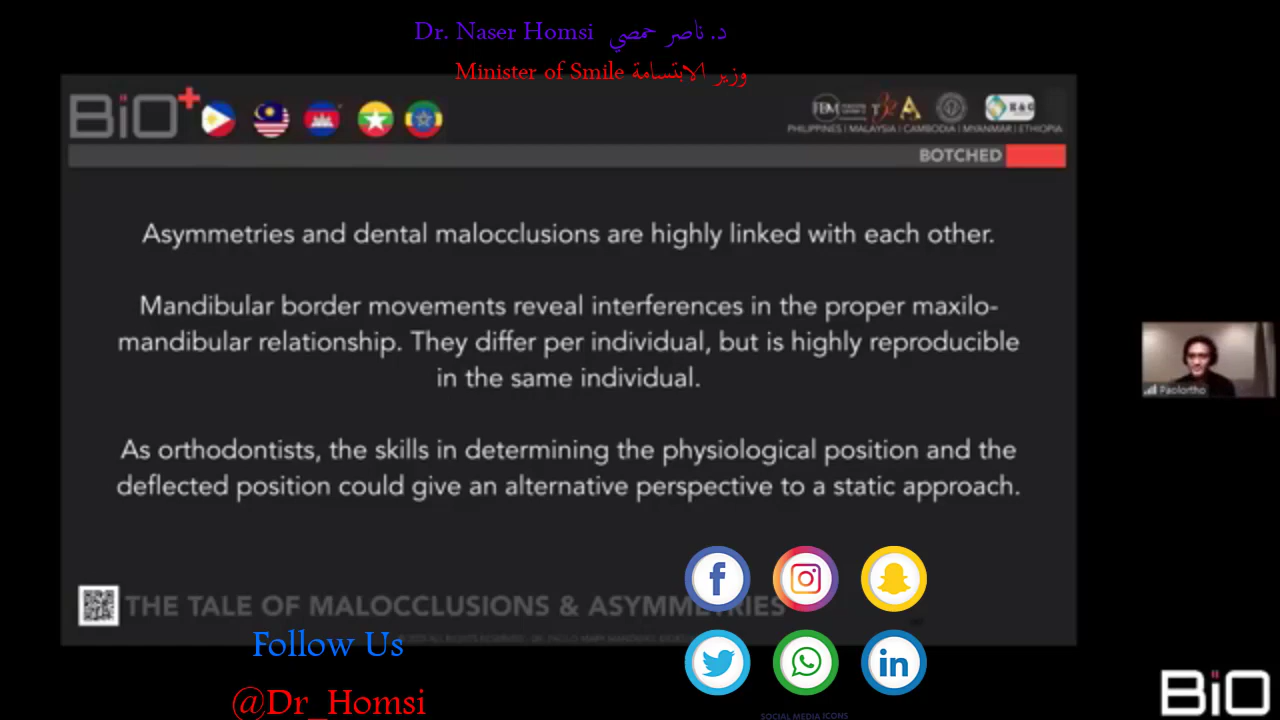 Dr. Naser Homsi د. ناصر حمصي
Minister of Smile وزير الابتسامة
BiO+
PHILIPPINES | MALAYSIA | CAMBODIA | MYANMAR | ETHIOPIA
BOTCHED
Asymmetries and dental malocclusions are highly linked with each other.
Mandibular border movements reveal interferences in the proper maxilo-
mandibular relationship. They differ per individual, but is highly reproducible
in the same individual.
As orthodontists, the skills in determining the physiological position and the
deflected position could give an alternative perspective to a static approach.
Paolortho
THE TALE OF MALOCCLUSIONS & ASYMMETRIES
Follow Us
@Dr_Homsi
SOCIAL MEDIA ICONS
BiO